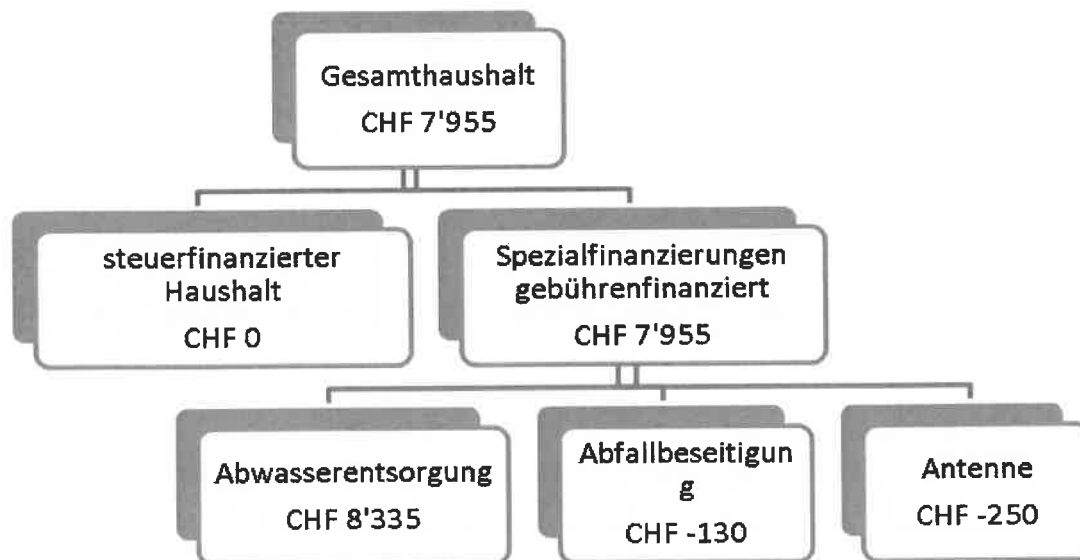 Gesamthaushalt
CHF 7'955
steuerfinanzierter
Haushalt
CHF 0
Spezialfinanzierungen
gebührenfinanziert
CHF 7'955
Abwasserentsorgung
CHF 8'335
Abfallbeseitigun
g
CHF -130
Antenne
CHF -250